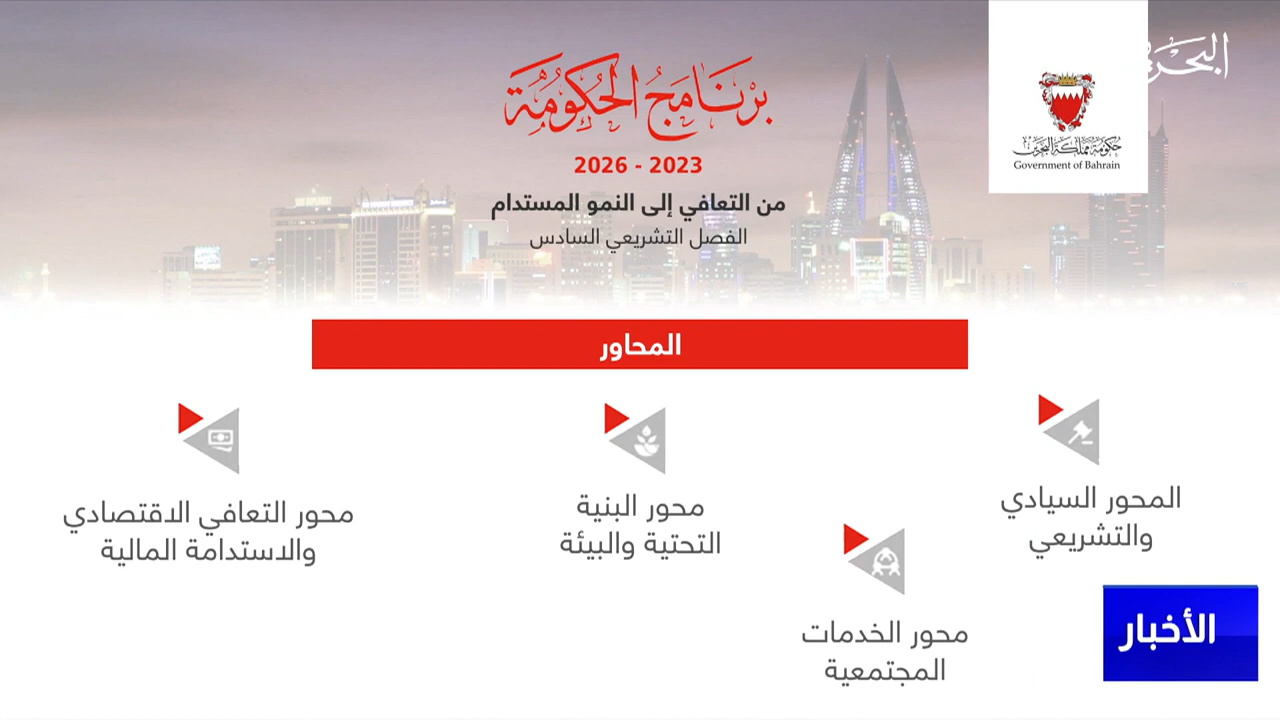 البحرين
برنامج الحكومة
2023 - 2026
من التعافي إلى النمو المستدام
الفصل التشريعي السادس
حكومة مملكة البحرين
Government of Bahrain
المحاور
المحور السيادي
والتشريعي
محور الخدمات
المجتمعية
محور البنية
التحتية والبيئة
محور التعافي الاقتصادي
والاستدامة المالية
الأخبار